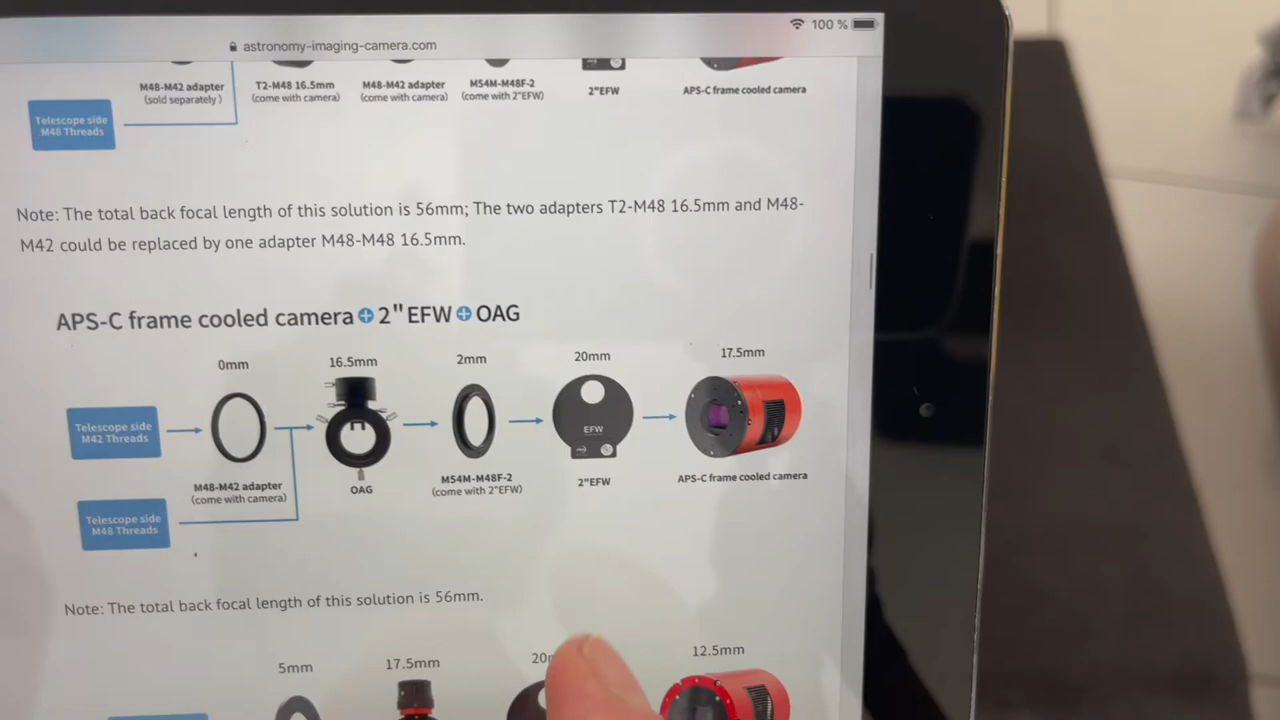 100 %
astronomy-imaging-camera.com
M48-M42 adapter
(sold separately)
T2-M48 16.5mm
(come with camera)
M48-M42 adapter
(come with camera)
M54M-M48F-2
(come with 2"EFW)
2"EFW
APS-C frame cooled camera
Telescope side
M48 Threads
Note: The total back focal length of this solution is 56mm; The two adapters T2-M48 16.5mm and M48-
M42 could be replaced by one adapter M48-M48 16.5mm.
APS-C frame cooled camera + 2" EFW + OAG
0mm
16.5mm
2mm
20mm
17.5mm
Telescope side
M42 Threads
EFW
M48-M42 adapter
(come with camera)
OAG
M54M-M48F-2
(come with 2"EFW)
2"EFW
APS-C frame cooled camera
Telescope side
M48 Threads
Note: The total back focal length of this solution is 56mm.
5mm
17.5mm
12.5mm